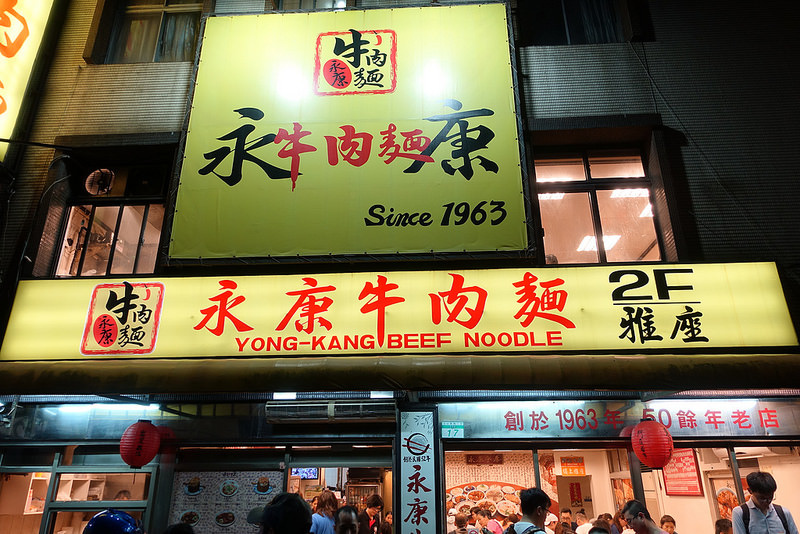 牛肉麵
永康
永牛肉麵康
Since 1963
牛肉麵
永康
永康牛肉麵
YONG-KANG BEEF NOODLE
2F
雅座
創於1963年 50餘年老店
17
永康